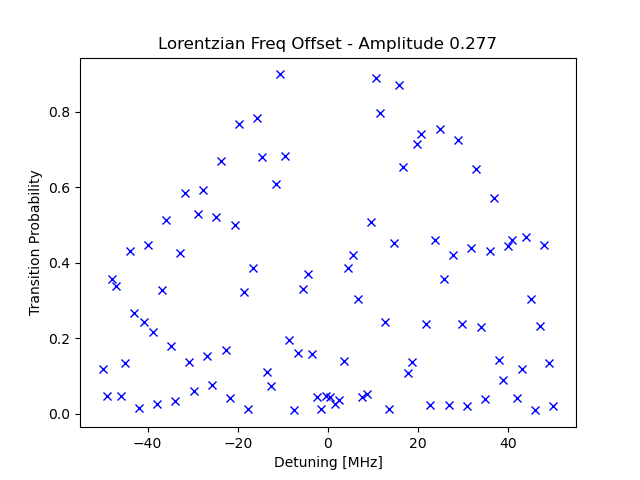 Lorentzian Freq Offset - Amplitude 0.277
Transition Probability
0.8
0.6
0.4
0.2
0.0
−40 −20 0 20 40
Detuning [MHz]